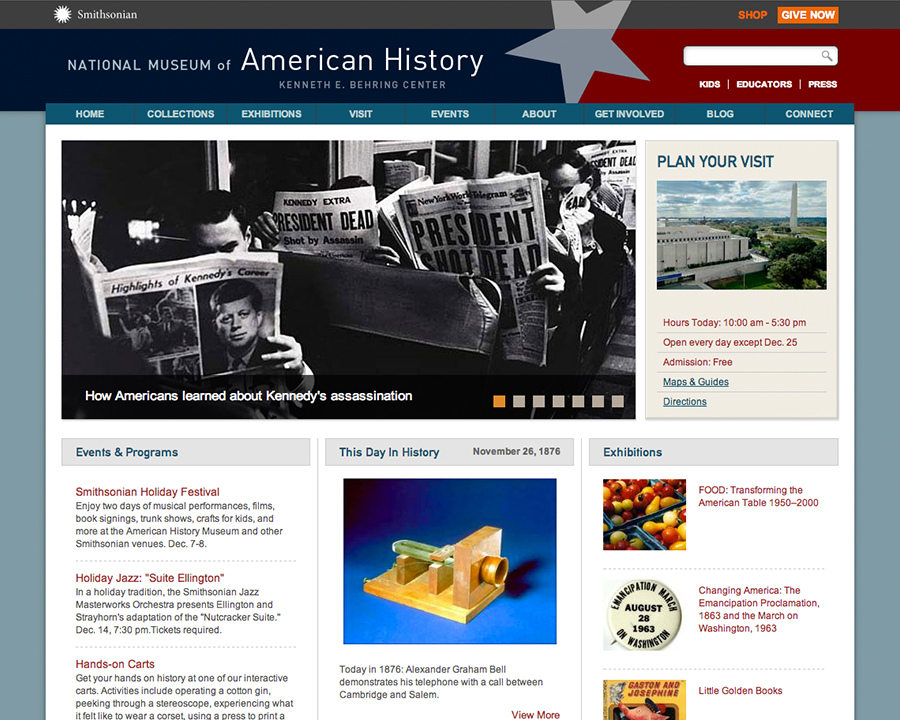 Smithsonian
SHOP
GIVE NOW
NATIONAL MUSEUM of American History
KENNETH E. BEHRING CENTER
KIDS | EDUCATORS | PRESS
HOME
COLLECTIONS
EXHIBITIONS
VISIT
EVENTS
ABOUT
GET INVOLVED
BLOG
CONNECT
KENNEDY EXTRA
PRESIDENT DEAD
Shot by Assassin
New York World-Telegram
PRESIDENT
SHOT DEAD
EXTRA
Highlights of Kennedy's Career
How Americans learned about Kennedy's assassination
PLAN YOUR VISIT
Hours Today: 10:00 am - 5:30 pm
Open every day except Dec. 25
Admission: Free
Maps & Guides
Directions
Events & Programs
Smithsonian Holiday Festival
Enjoy two days of musical performances, films,
book signings, trunk shows, crafts for kids, and
more at the American History Museum and other
Smithsonian venues. Dec. 7-8.
Holiday Jazz: "Suite Ellington"
In a holiday tradition, the Smithsonian Jazz
Masterworks Orchestra presents Ellington and
Strayhorn's adaptation of the "Nutcracker Suite."
Dec. 14, 7:30 pm.Tickets required.
Hands-on Carts
Get your hands on history at one of our interactive
carts. Activities include operating a cotton gin,
peeking through a stereoscope, experiencing what
it felt like to wear a corset, using a press to print a
This Day In History
November 26, 1876
Today in 1876: Alexander Graham Bell
demonstrates his telephone with a call between
Cambridge and Salem.
View More
Exhibitions
FOOD: Transforming the
American Table 1950–2000
EMANCIPATION MARCH
AUGUST
28
1963
ON WASHINGTON
Changing America: The
Emancipation Proclamation,
1863 and the March on
Washington, 1963
GASTON AND
JOSEPHINE
Little Golden Books